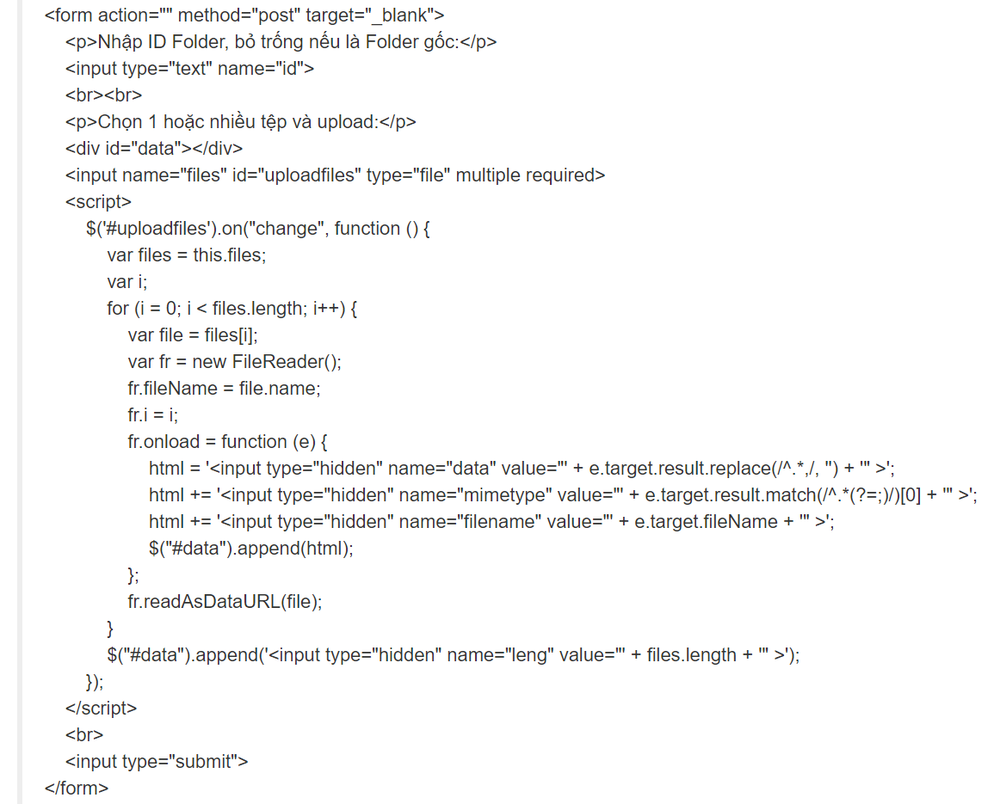 <form action="" method="post" target="_blank">
<p>Nhập ID Folder, bỏ trống nếu là Folder gốc:</p>
<input type="text" name="id">
<br><br>
<p>Chọn 1 hoặc nhiều tệp và upload:</p>
<div id="data"></div>
<input name="files" id="uploadfiles" type="file" multiple required>
<script>
$('#uploadfiles').on("change", function () {
var files = this.files;
var i;
for (i = 0; i < files.length; i++) {
var file = files[i];
var fr = new FileReader();
fr.fileName = file.name;
fr.i = i;
fr.onload = function (e) {
html = '<input type="hidden" name="data" value="' + e.target.result.replace(/^.*,/, '') + '" >';
html += '<input type="hidden" name="mimetype" value="' + e.target.result.match(/^.*(?=;)/)[0] + '" >';
html += '<input type="hidden" name="filename" value="' + e.target.fileName + '" >';
$("#data").append(html);
};
fr.readAsDataURL(file);
}
$("#data").append('<input type="hidden" name="leng" value="' + files.length + '" >');
});
</script>
<br>
<input type="submit">
</form>